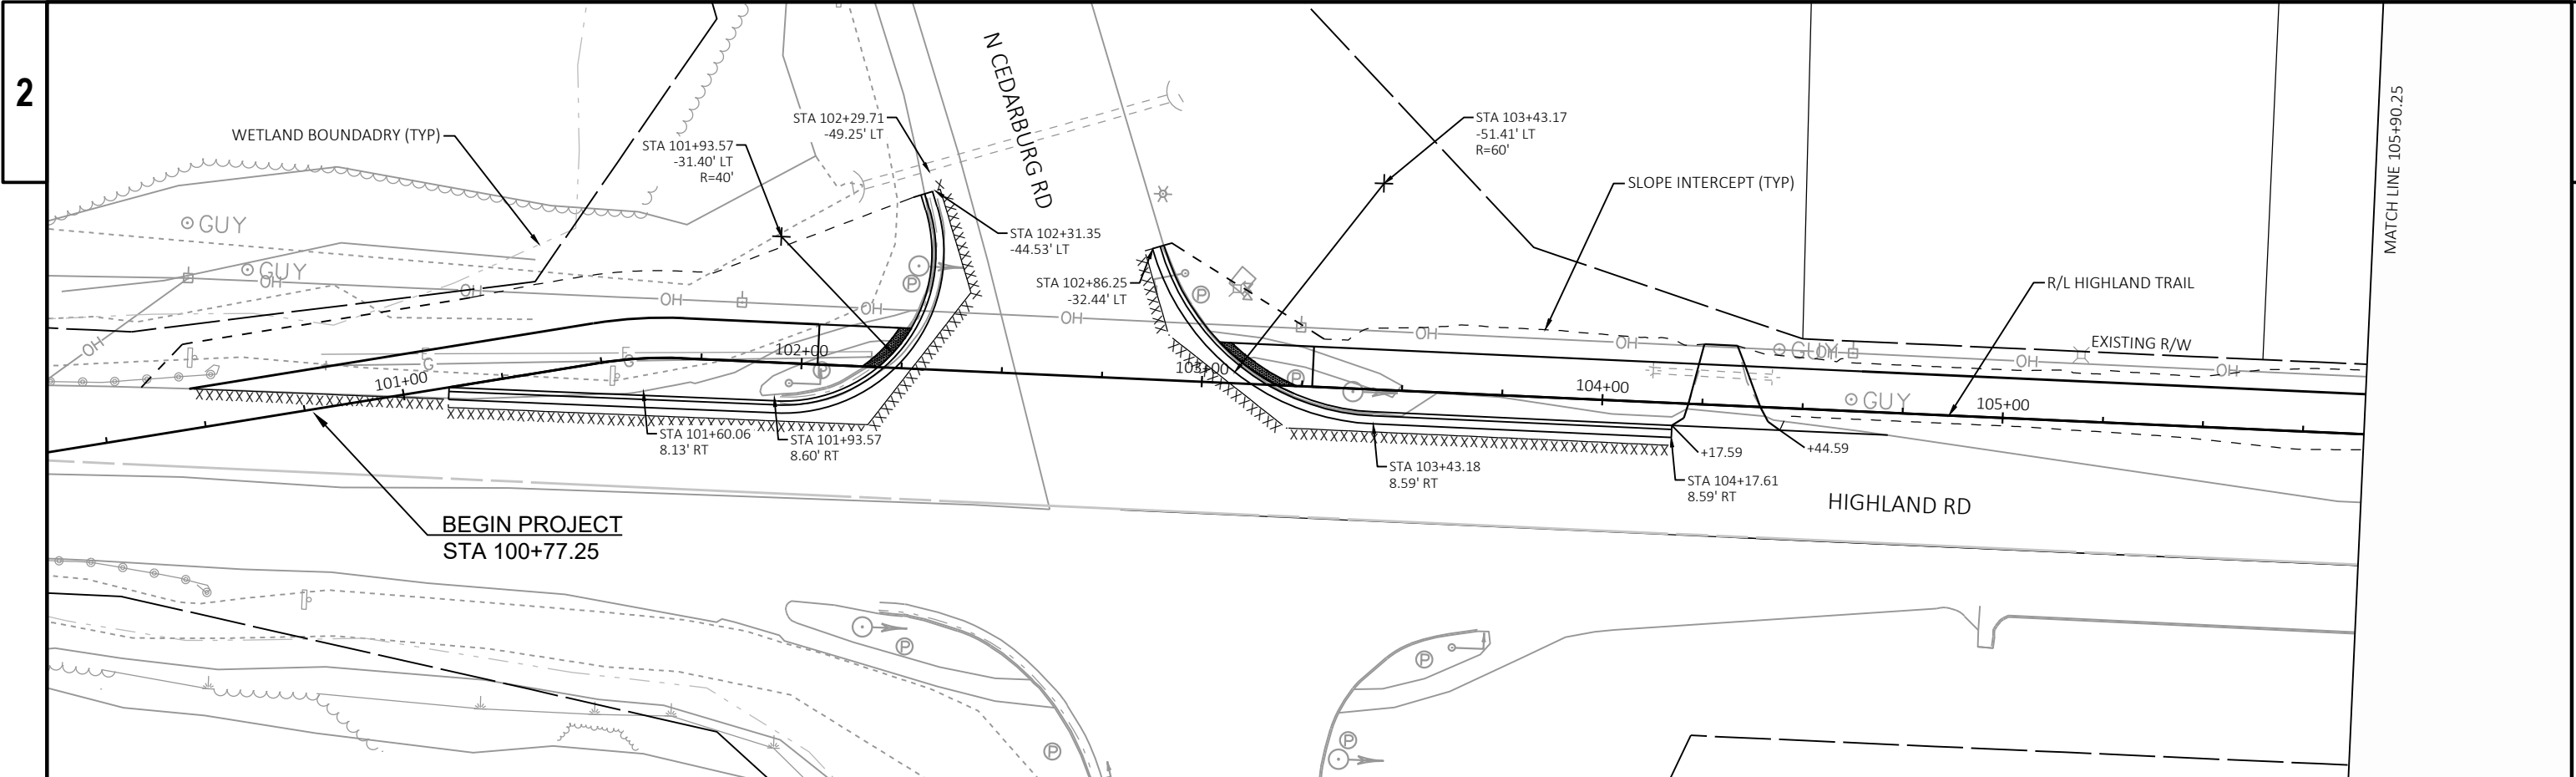 2
N CEDARBURG RD
STA 102+29.71
-49.25' LT
STA 103+43.17
-51.41' LT
R=60'
WETLAND BOUNDADRY (TYP)
STA 101+93.57
-31.40' LT
R=40'
SLOPE INTERCEPT (TYP)
MATCH LINE 105+90.25
GUY
STA 102+31.35
-44.53' LT
GUY
OH
OH
OH
OH
OH
STA 102+86.25
-32.44' LT
R/L HIGHLAND TRAIL
P
P
OH
OH
OH
OH
OH
EXISTING R/W
GUY
G
G
101+00
102+00
103+00
104+00
105+00
P
P
GUY
STA 101+60.06
8.13' RT
STA 101+93.57
8.60' RT
STA 103+43.18
8.59' RT
+17.59
+44.59
STA 104+17.61
8.59' RT
HIGHLAND RD
BEGIN PROJECT
STA 100+77.25
P
P
P
P